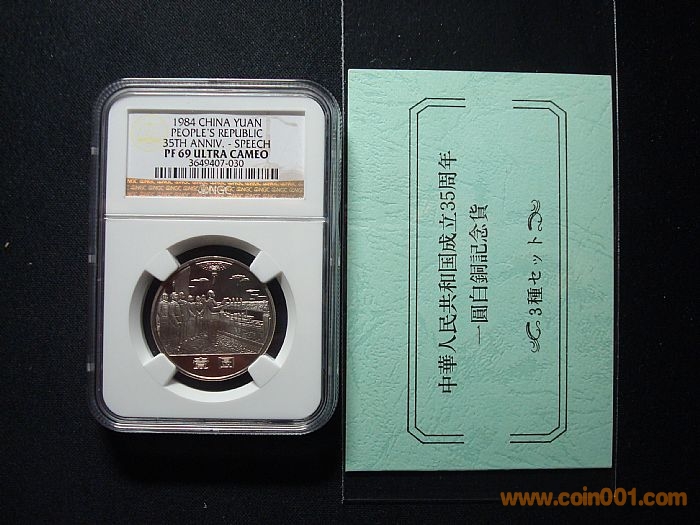 1984 CHINA YUAN
PEOPLE'S REPUBLIC
35TH ANNIV. - SPEECH
PF 69 ULTRA CAMEO
3649407-030
NGC
壹圆
中華人民共和国成立35周年
一圓白銅記念貨
3種セット
www.coin001.com